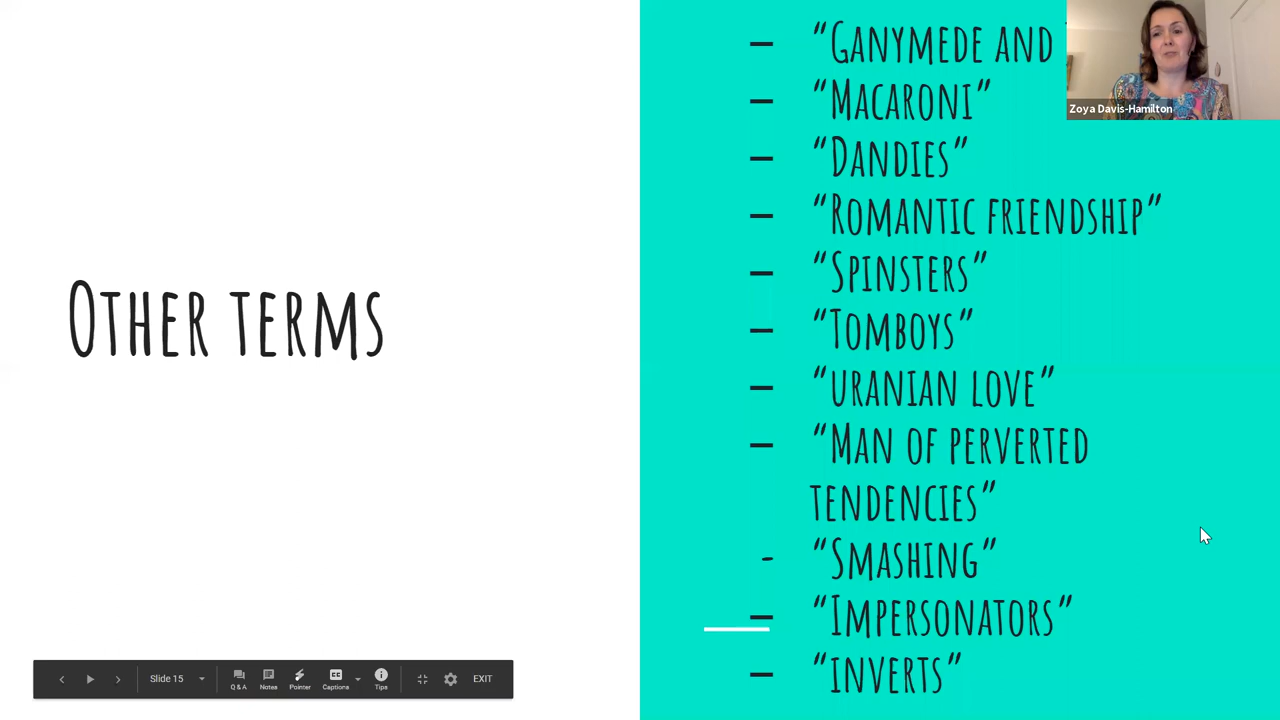 Other terms
– “Ganymede and
– “Macaroni”
– “Dandies”
– “Romantic friendship”
– “Spinsters”
– “Tomboys”
– “uranian love”
– “Man of perverted
tendencies”
- “Smashing”
– “Impersonators”
– “inverts”
Zoya Davis-Hamilton
Slide 15
Q & A
Notes
Pointer
CC
Captions
Tips
EXIT